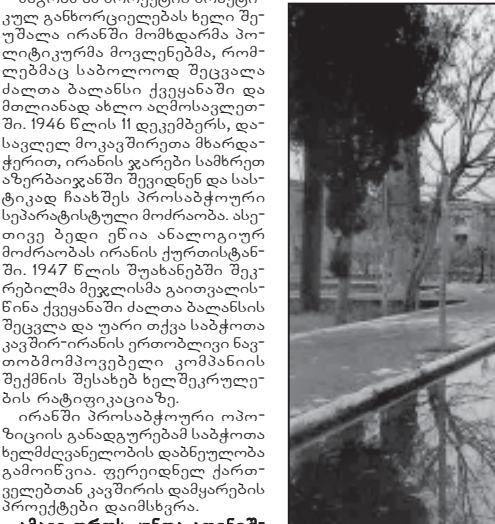 კულ განხორციელებას ხელი შე-
უშალა ირანში მომხდარმა პო-
ლიტიკურმა მოვლენებმა, რომ-
ლებმაც საბოლოოდ შეცვალა
ძალთა ბალანსი ქვეყანაში და
მთლიანად ახლო აღმოსავლეთ-
ში. 1946 წლის 11 დეკემბერს, და-
სავლელ მოკავშირეთა მხარდა-
ჭერით, ირანის ჯარები სამხრეთ
აზერბაიჯანში შევიდნენ და სას-
ტიკად ჩაახშეს პროსაბჭოური
სეპარატისტული მოძრაობა. ასე-
თივე ბედი ეწია ანალოგიურ
მოძრაობას ირანის ქურთისტან-
ში. 1947 წლის შუახანებში შეკ-
რებილმა მეჯლისმა გაითვალის-
წინა ქვეყანაში ძალთა ბალანსის
შეცვლა და უარი თქვა საბჭოთა
კავშირ-ირანის ერთობლივი ნავ-
თობმომპოვებელი კომპანიის
შექმნის შესახებ ხელშეკრულე-
ბის რატიფიკაციაზე.
ირანში პროსაბჭოური ოპო-
ზიციის განადგურებამ საბჭოთა
ხელმძღვანელობის დაბნეულობა
გამოიწვია. ფერეიდნელ ქართ-
ველებთან კავშირის დამყარების
პროექტები დაიმსხვრა.